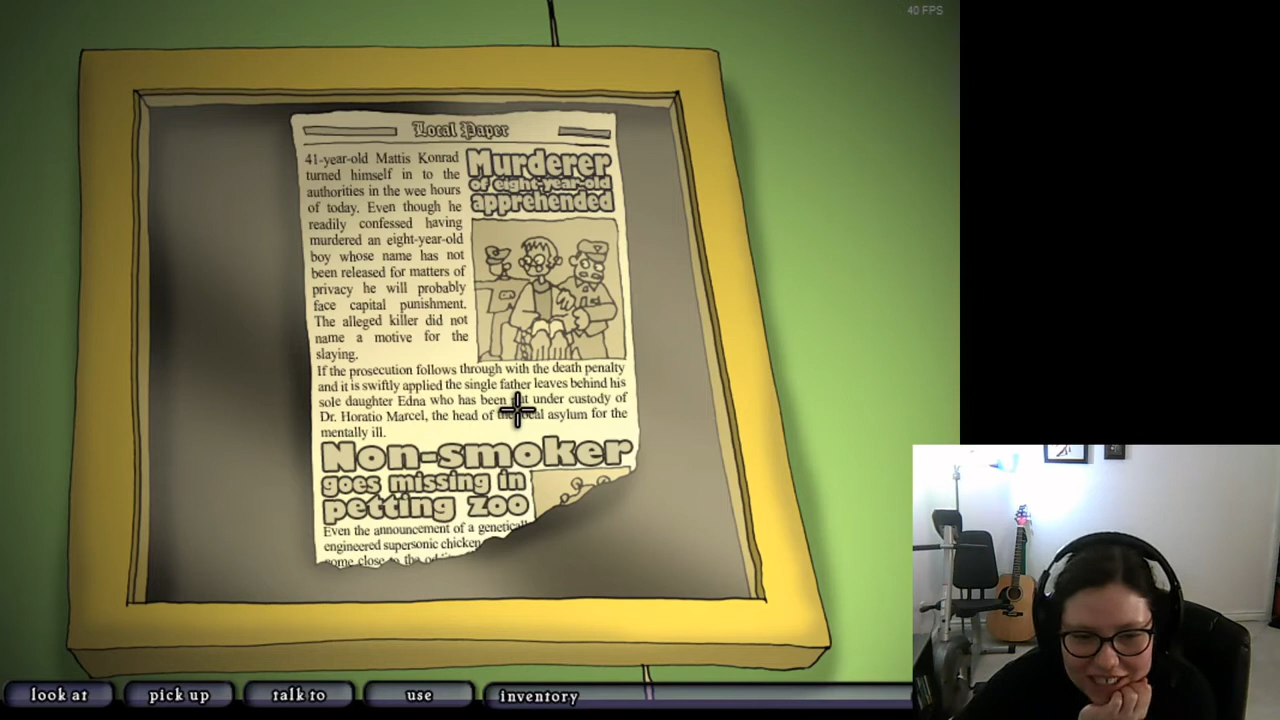 40 FPS
Local Paper
41-year-old Mattis Konrad
turned himself in to the
authorities in the wee hours
of today. Even though he
readily confessed having
murdered an eight-year-old
boy whose name has not
been released for matters of
privacy he will probably
face capital punishment.
The alleged killer did not
name a motive for the
slaying.
Murderer
of eight-year-old
apprehended
If the prosecution follows through with the death penalty
and it is swiftly applied the single father leaves behind his
sole daughter Edna who has been put under custody of
Dr. Horatio Marcel, the head of the local asylum for the
mentally ill.
Non-smoker
goes missing in
petting zoo
Even the announcement of a genetically
engineered supersonic chicken
come close to the
look at
pick up
talk to
use
inventory